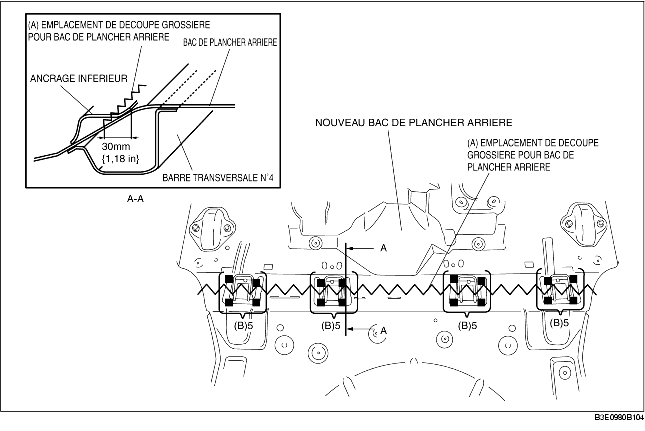 (A) EMPLACEMENT DE DECOUPE GROSSIERE
POUR BAC DE PLANCHER ARRIERE
BAC DE PLANCHER ARRIERE
ANCRAGE INFERIEUR
30mm
{1,18 in}
BARRE TRANSVERSALE N°4
A-A
NOUVEAU BAC DE PLANCHER ARRIERE
(A) EMPLACEMENT DE DECOUPE
GROSSIERE POUR BAC DE
PLANCHER ARRIERE
A
(B)5
(B)5
(B)5
(B)5
A
B3E0980B104